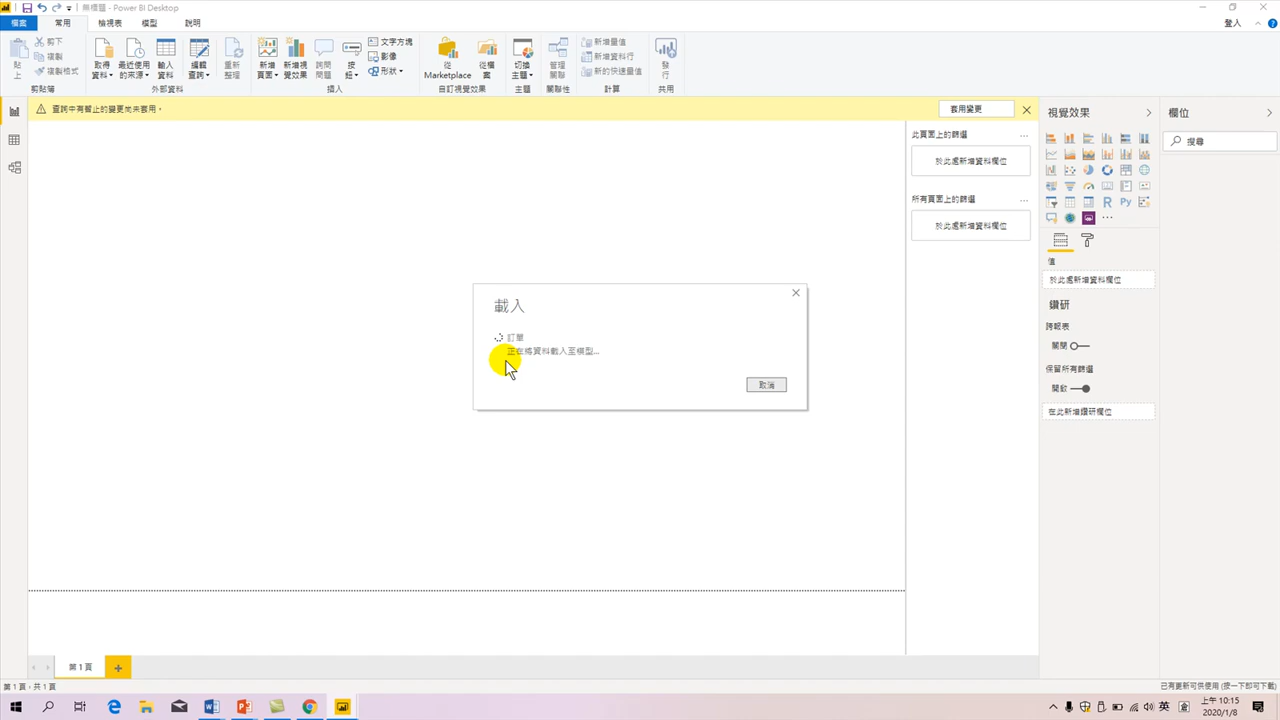 無標題 - Power BI Desktop
檔案
常用
檢視表
模型
說明
登入
貼上
剪下
複製
複製格式
剪貼簿
取得資料
最近使用的來源
輸入資料
編輯查詢
外部資料
重新整理
新增頁面
新增視覺效果
詢問問題
按鈕
文字方塊
影像
形狀
插入
從 Marketplace
從檔案
自訂視覺效果
切換主題
主題
管理關聯
關聯性
新增量值
新增資料行
新的快速量值
計算
發行
共用
查詢中有暫止的變更尚未套用。
套用變更
此頁面上的篩選
於此處新增資料欄位
所有頁面上的篩選
於此處新增資料欄位
視覺效果
R
Py
值
於此處新增資料欄位
鑽研
跨報表
關閉
保留所有篩選
開啟
在此新增鑽研欄位
欄位
搜尋
載入
訂單
正在將資料載入至模型...
取消
第 1 頁
第 1 頁，共 1 頁
已有更新可供使用 (按一下即可下載)
英
上午 10:15
2020/1/8